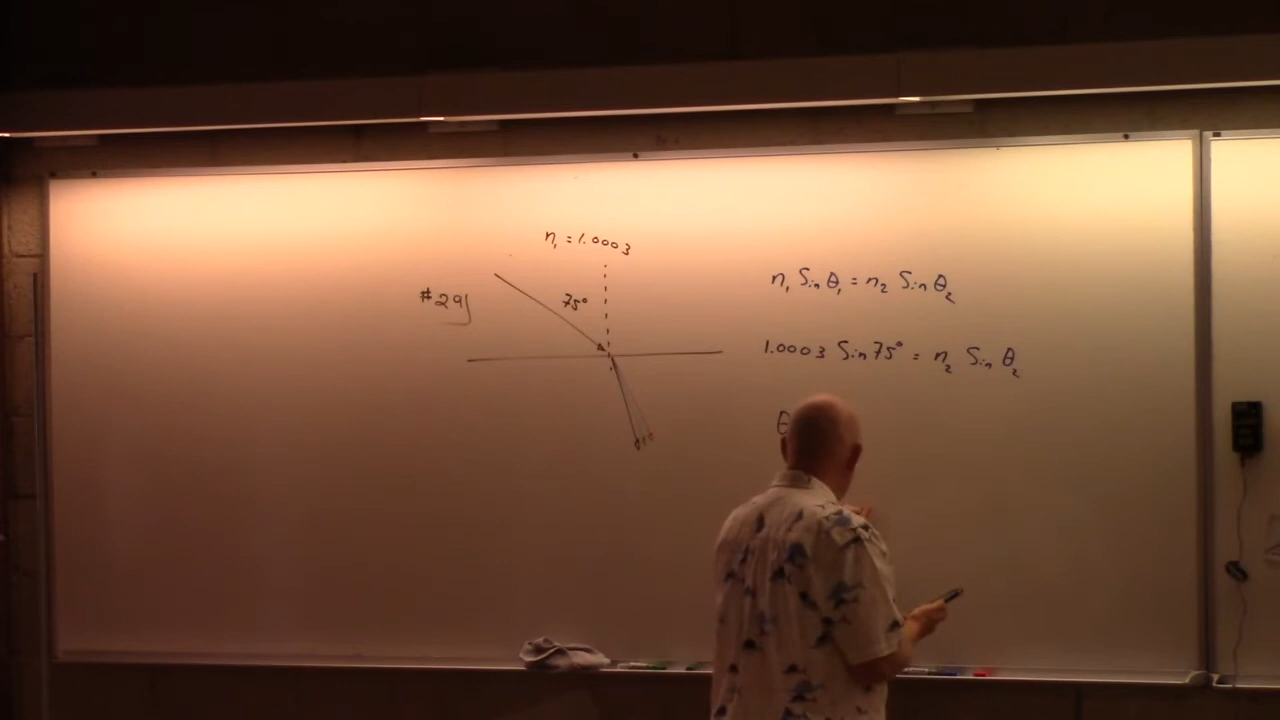 n₁ = 1.0003
#29)
75°
n₁ Sin θ₁ = n₂ Sin θ₂
1.0003 Sin 75° = n₂ Sin θ₂
θ